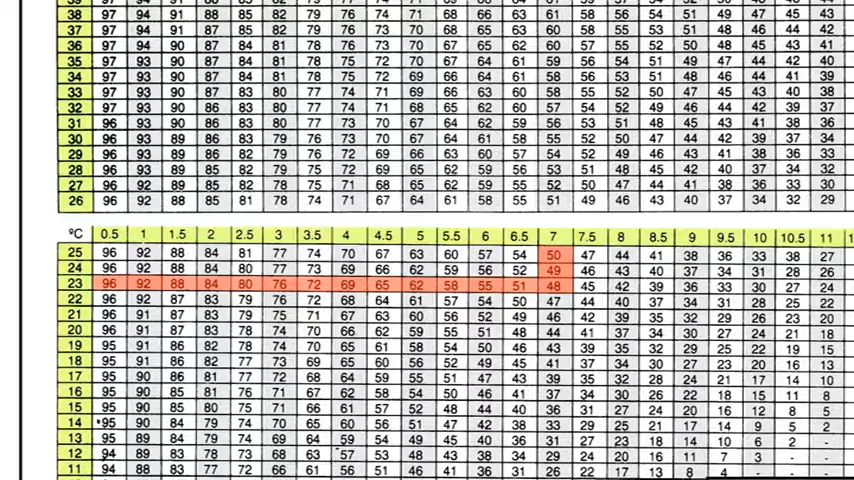 38 97 94 91 88 85 82 79 76 74 71 68 66 63 61 58 56 54 51 49 47 45 43
37 97 94 91 87 85 82 79 76 73 70 68 65 63 60 58 55 53 51 48 46 44 42
36 97 94 90 87 84 81 78 76 73 70 67 65 62 60 57 55 52 50 48 45 43 41
35 97 93 90 87 84 81 78 75 72 70 67 64 61 59 56 54 51 49 47 44 42 40
34 97 93 90 87 84 81 78 75 72 69 66 64 61 58 56 53 51 48 46 44 41 39
33 97 93 90 87 83 80 77 74 71 69 66 63 60 58 55 52 50 47 45 43 40 38
32 97 93 90 86 83 80 77 74 71 68 65 62 60 57 54 52 49 46 44 42 39 37
31 96 93 90 86 83 80 77 73 70 67 64 62 59 56 53 51 48 45 43 41 38 36
30 96 93 89 86 82 79 76 73 70 67 64 61 58 55 52 50 47 44 42 39 37 34
29 96 93 89 86 82 79 76 72 69 66 63 60 57 54 52 49 46 43 41 38 36 33
28 96 93 89 85 82 79 75 72 69 65 62 59 56 53 51 48 45 42 40 37 34 32
27 96 92 89 85 82 78 75 71 68 65 62 59 55 52 50 47 44 41 38 36 33 30
26 96 92 88 85 81 78 74 71 67 64 61 58 55 51 49 46 43 40 37 34 32 29
ºC 0.5 1 1.5 2 2.5 3 3.5 4 4.5 5 5.5 6 6.5 7 7.5 8 8.5 9 9.5 10 10.5 11
25 96 92 88 84 81 77 74 70 67 63 60 57 54 50 47 44 41 38 36 33 30 27
24 96 92 88 84 80 77 73 69 66 62 59 56 52 49 46 43 40 37 34 31 28 26
23 96 92 88 84 80 76 72 69 65 62 58 55 51 48 45 42 39 36 33 30 27 24
22 96 92 87 83 79 76 72 68 64 61 57 54 50 47 44 40 37 34 31 28 25 22
21 96 91 87 83 79 75 71 67 63 60 56 52 49 46 42 39 35 32 29 26 23 20
20 96 91 87 83 78 74 70 66 62 59 55 51 48 44 41 37 34 30 27 24 21 18
19 95 91 86 82 78 74 70 65 61 58 54 50 46 43 39 35 32 29 25 22 19 15
18 95 91 86 82 77 73 69 65 60 56 52 49 45 41 37 34 30 27 23 20 16 13
17 95 90 86 81 77 72 68 64 59 55 51 47 43 39 35 32 28 24 21 17 14 10
16 95 90 85 81 76 71 67 62 58 54 50 46 41 37 34 30 26 22 18 15 11 8
15 95 90 85 80 75 71 66 61 57 52 48 44 40 36 31 27 24 20 16 12 8 5
14 95 90 84 79 74 70 65 60 56 51 47 42 38 33 29 25 21 17 14 9 5 2
13 95 89 84 79 74 69 64 59 54 49 45 40 36 31 27 23 18 14 10 6 2 -
12 94 89 83 78 73 68 63 57 53 48 43 38 34 29 24 20 16 11 7 3 - -
11 94 88 83 77 72 66 61 56 51 46 41 36 31 26 22 17 13 8 4 - - -